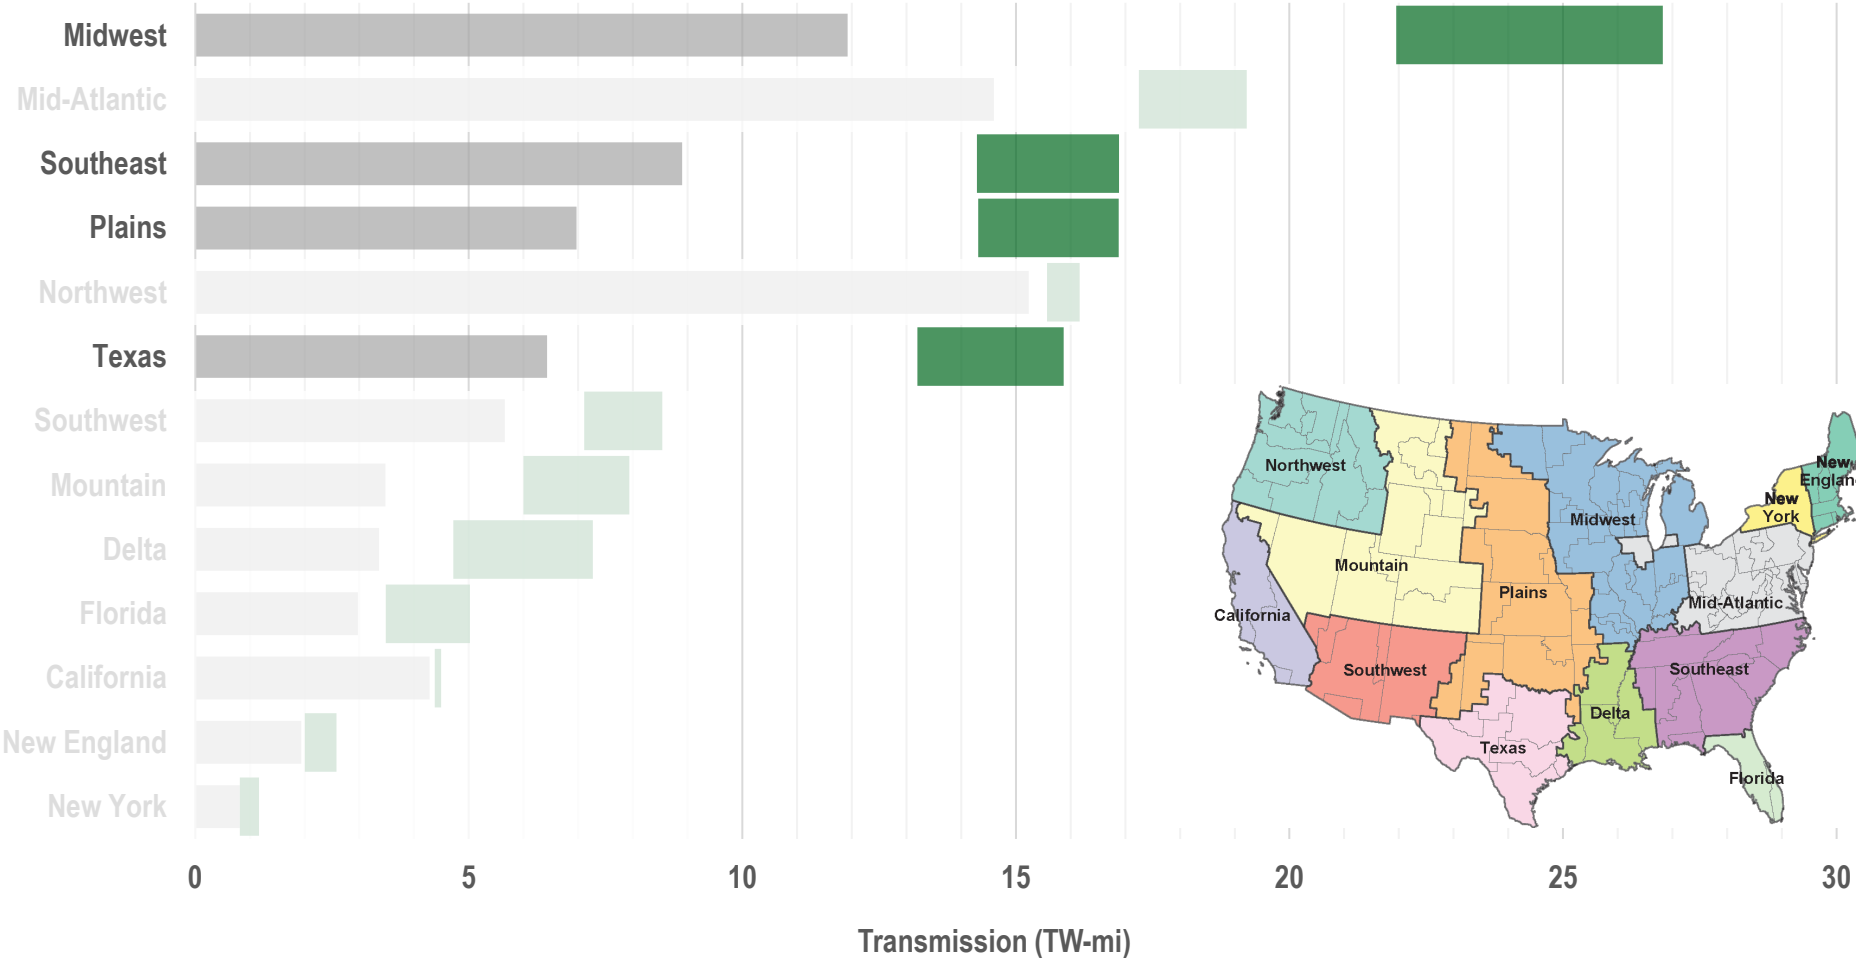 Midwest
Mid-Atlantic
Southeast
Plains
Northwest
Texas
Southwest
Mountain
Delta
Florida
California
New England
New York
0 5 10 15 20 25 30
Transmission (TW-mi)
Northwest
New
England
New
York
Midwest
Mountain
Plains
Mid-Atlantic
California
Southwest
Southeast
Delta
Texas
Florida